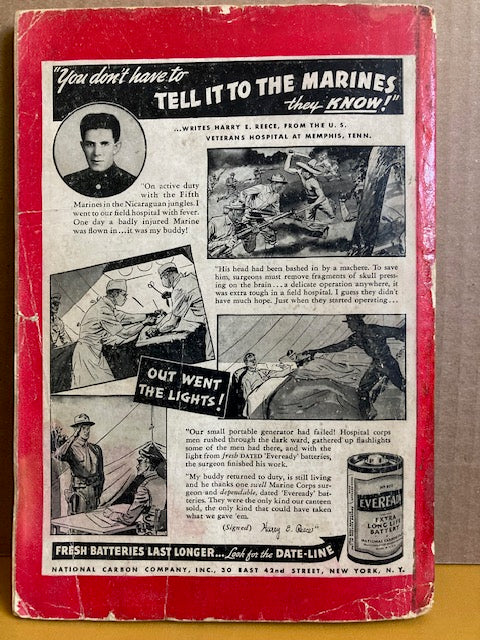 "You don't have to
TELL IT TO THE MARINES
they KNOW!"
...WRITES HARRY E. REECE, FROM THE U. S.
VETERANS HOSPITAL AT MEMPHIS, TENN.
"On active duty
with the Fifth
Marines in the Nicaraguan jungles. I
went to our field hospital with fever.
One day a badly injured Marine
was flown in...it was my buddy!
"His head had been bashed in by a machete. To save
him, surgeons must remove fragments of skull press-
ing on the brain... a delicate operation anywhere, it
was extra tough in a field hospital. I guess they didn't
have much hope. Just when they started operating...
OUT WENT
THE LIGHTS!
"Our small portable generator had failed! Hospital corps
men rushed through the dark ward, gathered up flashlights
some of the men had there, and with the
light from fresh DATED 'Eveready' batteries,
the surgeon finished his work.
"My buddy returned to duty, is still living
and he thanks one swell Marine Corps sur-
geon and dependable, dated 'Eveready' bat-
teries. They were the only kind our canteen
sold, the only kind that could have taken
what we gave 'em.
(Signed) Harry E. Reece"
EVEREADY
EXTRA
LONG LIFE
BATTERY
FRESH BATTERIES LAST LONGER... Look for the DATE-LINE
NATIONAL CARBON COMPANY, INC., 30 EAST 42nd STREET, NEW YORK, N. Y.